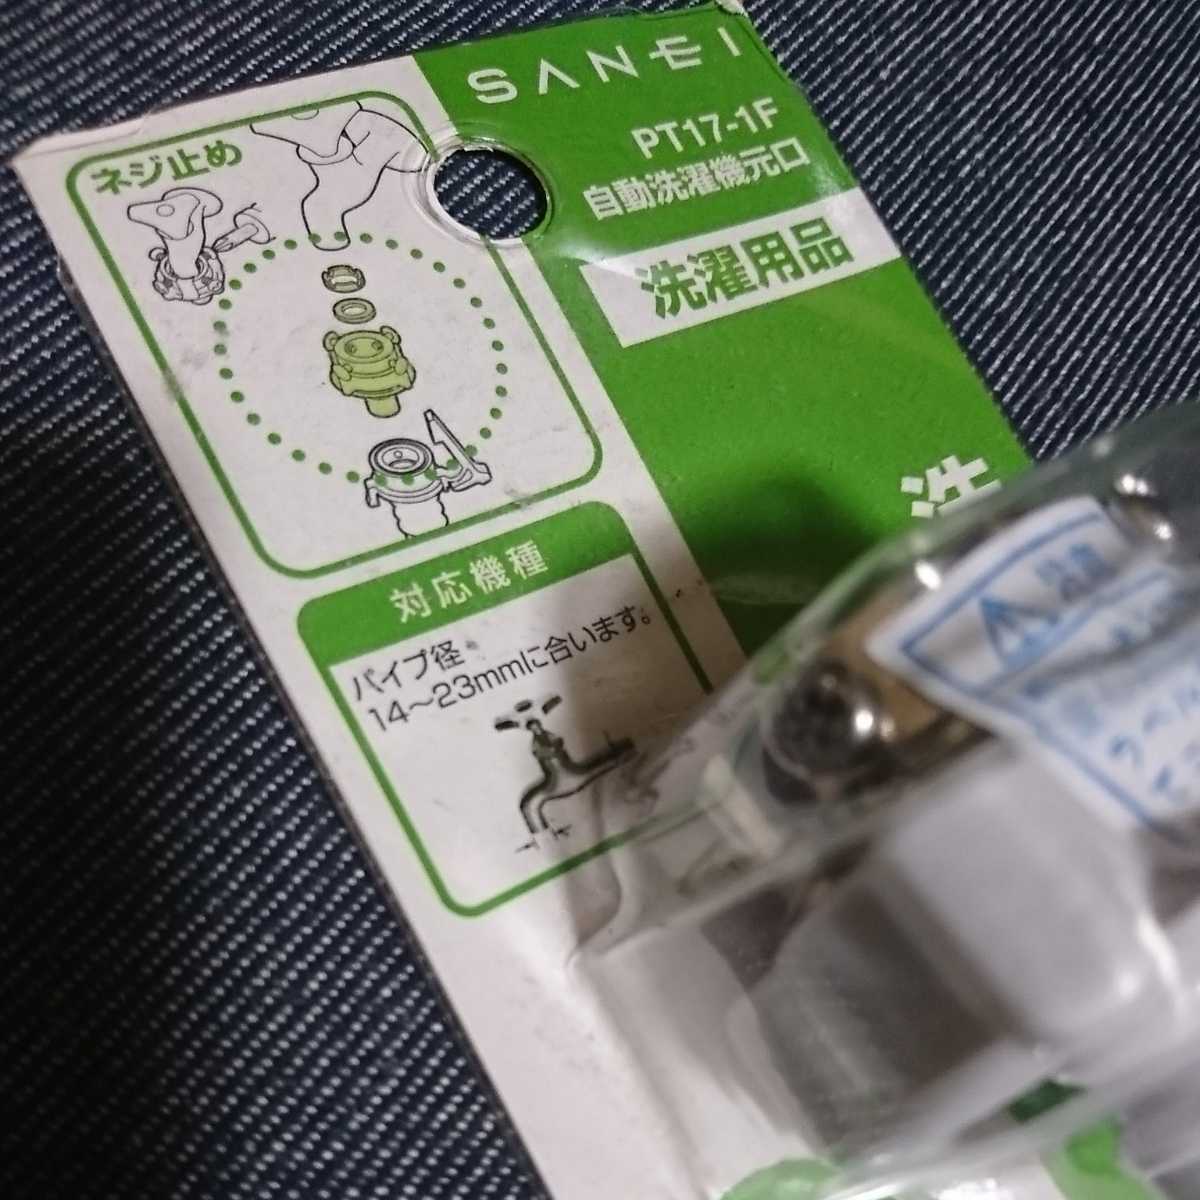 SANEI
PT17-1F
自動洗濯機元口
洗濯用品
ネジ止め
洗
対応機種
パイプ径
14～23mmに合います。